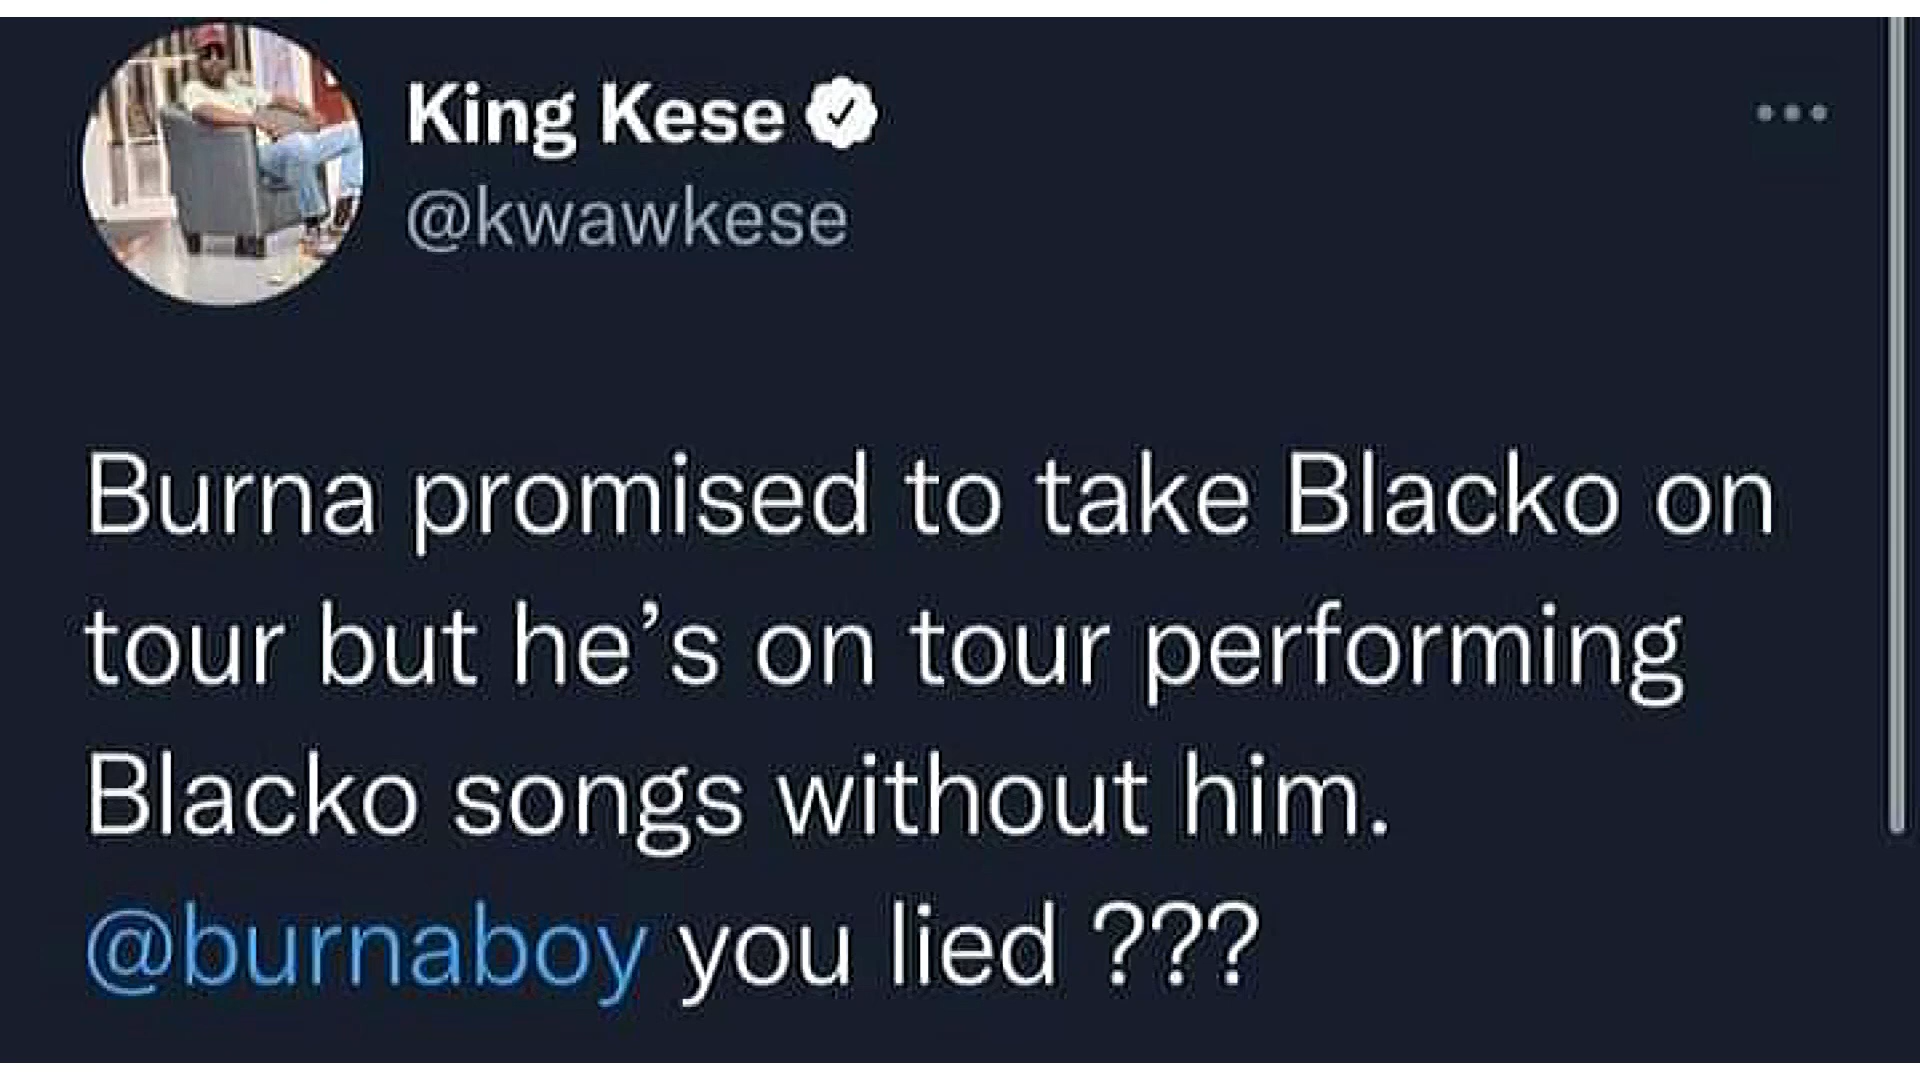 King Kese
@kwawkese
Burna promised to take Blacko on
tour but he’s on tour performing
Blacko songs without him.
@burnaboy you lied ???